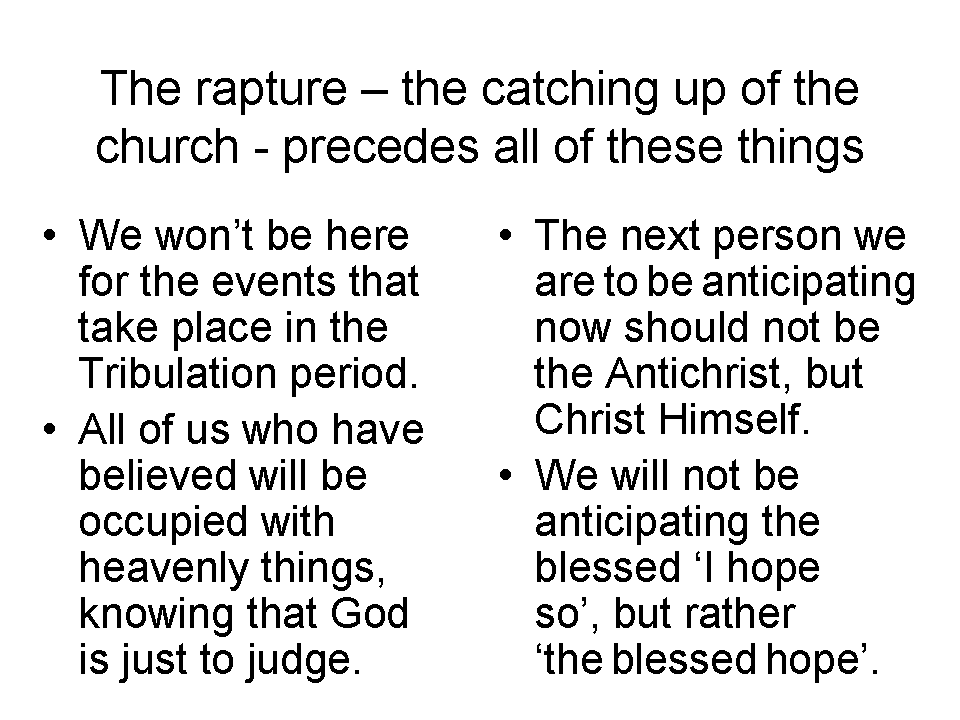 The rapture – the catching up of the
church - precedes all of these things
• We won’t be here
for the events that
take place in the
Tribulation period.
• All of us who have
believed will be
occupied with
heavenly things,
knowing that God
is just to judge.
• The next person we
are to be anticipating
now should not be
the Antichrist, but
Christ Himself.
• We will not be
anticipating the
blessed ‘I hope
so’, but rather
‘the blessed hope’.